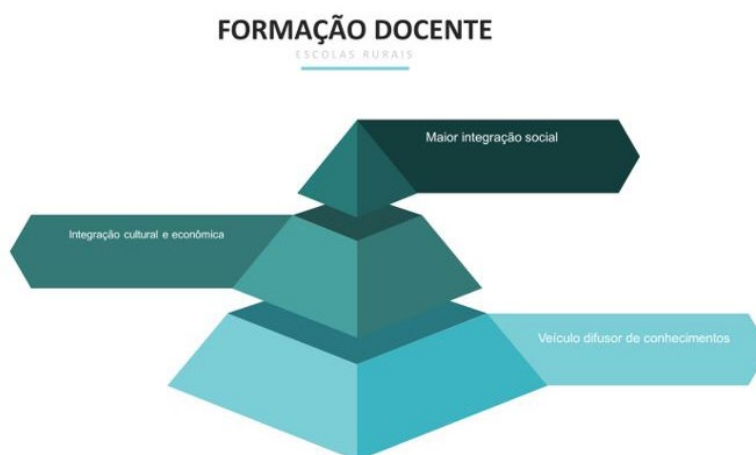 FORMAÇÃO DOCENTE
ESCOLAS RURAIS
Maior integração social
Integração cultural e econômica
Veículo difusor de conhecimentos